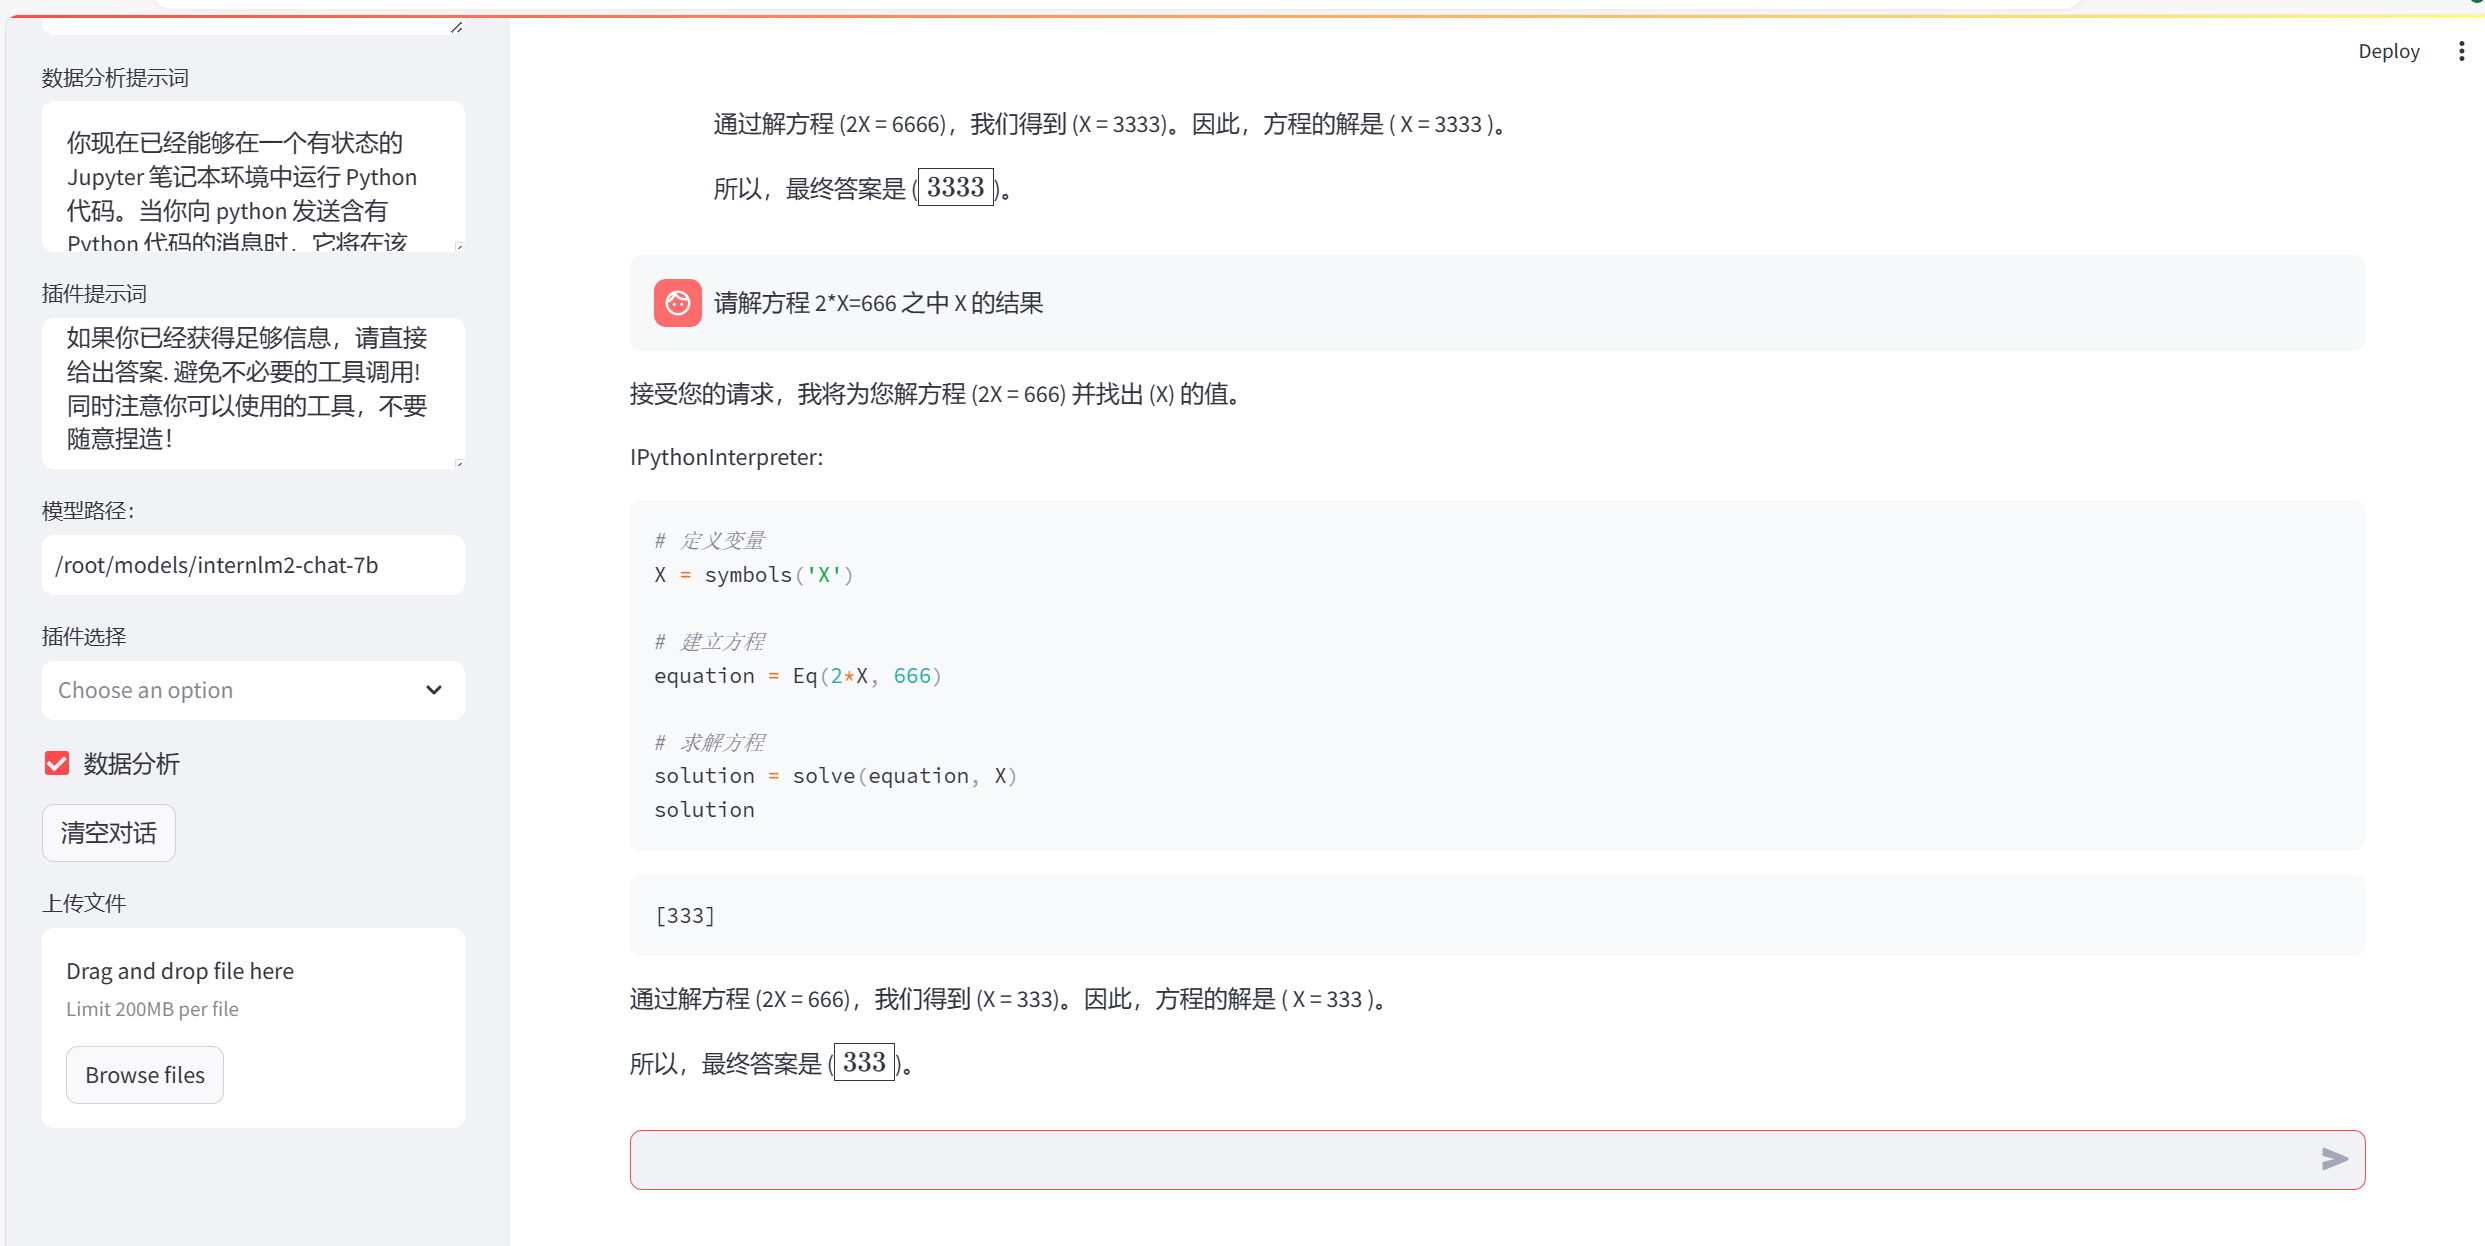 数据分析提示词
你现在已经能够在一个有状态的
Jupyter 笔记本环境中运行 Python
代码。当你向 python 发送含有
Python 代码的消息时，它将在该
插件提示词
如果你已经获得足够信息，请直接
给出答案. 避免不必要的工具调用!
同时注意你可以使用的工具，不要
随意捏造！
模型路径：
/root/models/internlm2-chat-7b
插件选择
Choose an option
数据分析
清空对话
上传文件
Drag and drop file here
Limit 200MB per file
Browse files
Deploy
通过解方程 (2X = 6666)，我们得到 (X = 3333)。因此，方程的解是 ( X = 3333 )。
所以，最终答案是 (3333)。
请解方程 2*X=666 之中 X 的结果
接受您的请求，我将为您解方程 (2X = 666) 并找出 (X) 的值。
IPythonInterpreter:
# 定义变量
X = symbols('X')
# 建立方程
equation = Eq(2*X, 666)
# 求解方程
solution = solve(equation, X)
solution
[333]
通过解方程 (2X = 666)，我们得到 (X = 333)。因此，方程的解是 ( X = 333 )。
所以，最终答案是 (333)。